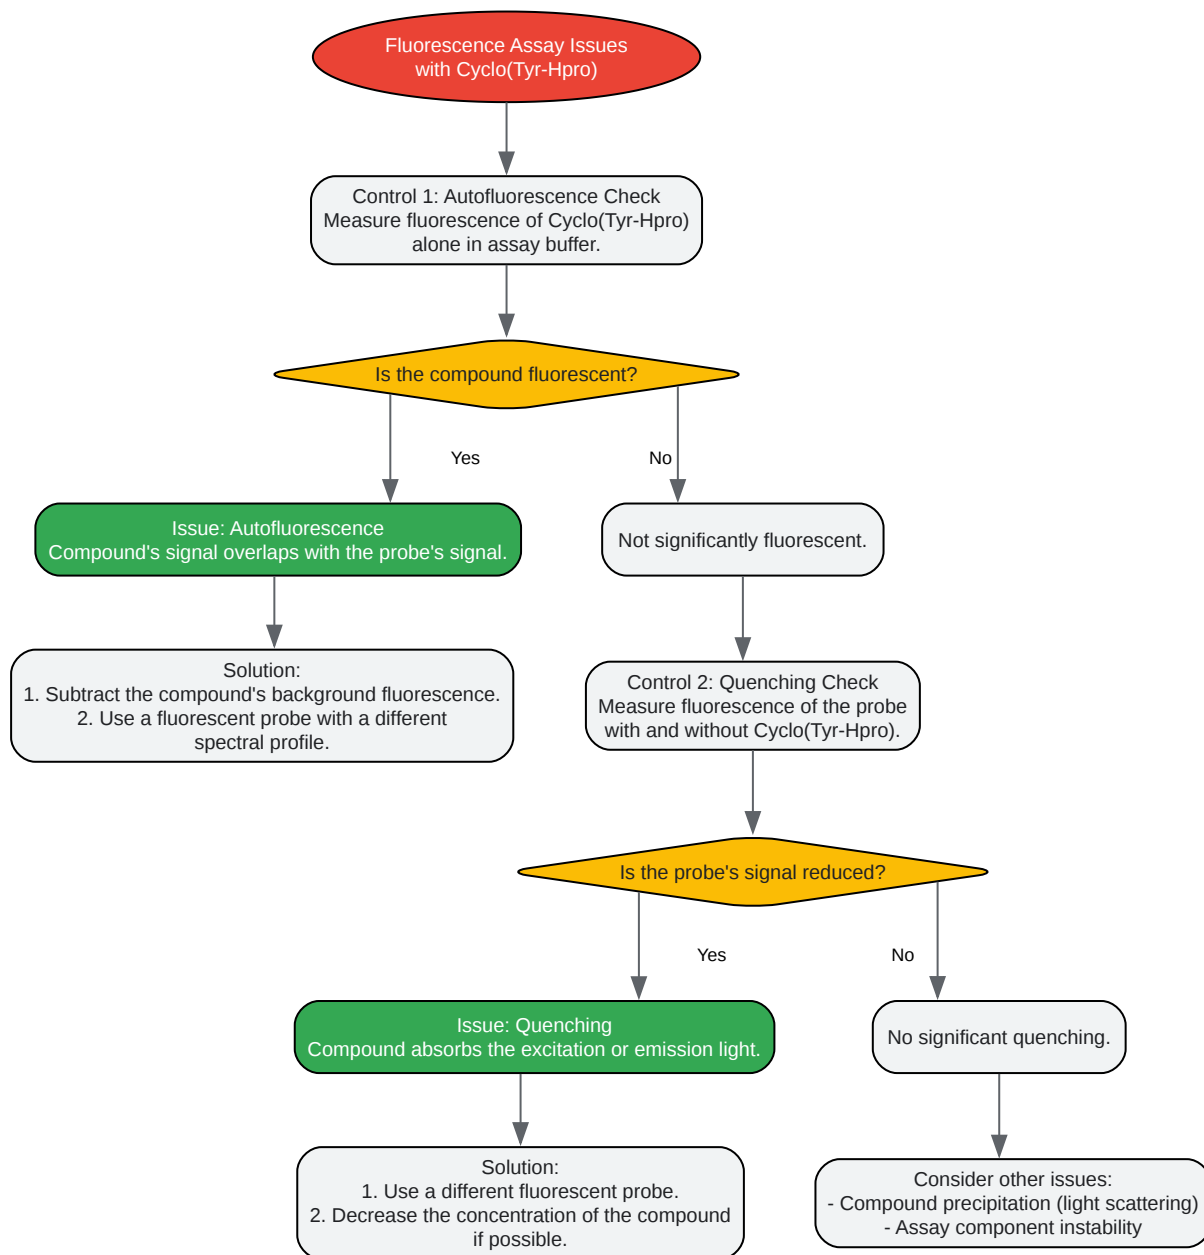 Fluorescence Assay Issues
with Cyclo(Tyr-Hpro)
Control 1: Autofluorescence Check
Measure fluorescence of Cyclo(Tyr-Hpro)
alone in assay buffer.
Is the compound fluorescent?
Yes
No
Issue: Autofluorescence
Compound's signal overlaps with the probe's signal.
Not significantly fluorescent.
Solution:
1. Subtract the compound's background fluorescence.
2. Use a fluorescent probe with a different
spectral profile.
Control 2: Quenching Check
Measure fluorescence of the probe
with and without Cyclo(Tyr-Hpro).
Is the probe's signal reduced?
Yes
No
Issue: Quenching
Compound absorbs the excitation or emission light.
No significant quenching.
Solution:
1. Use a different fluorescent probe.
2. Decrease the concentration of the compound
if possible.
Consider other issues:
- Compound precipitation (light scattering)
- Assay component instability